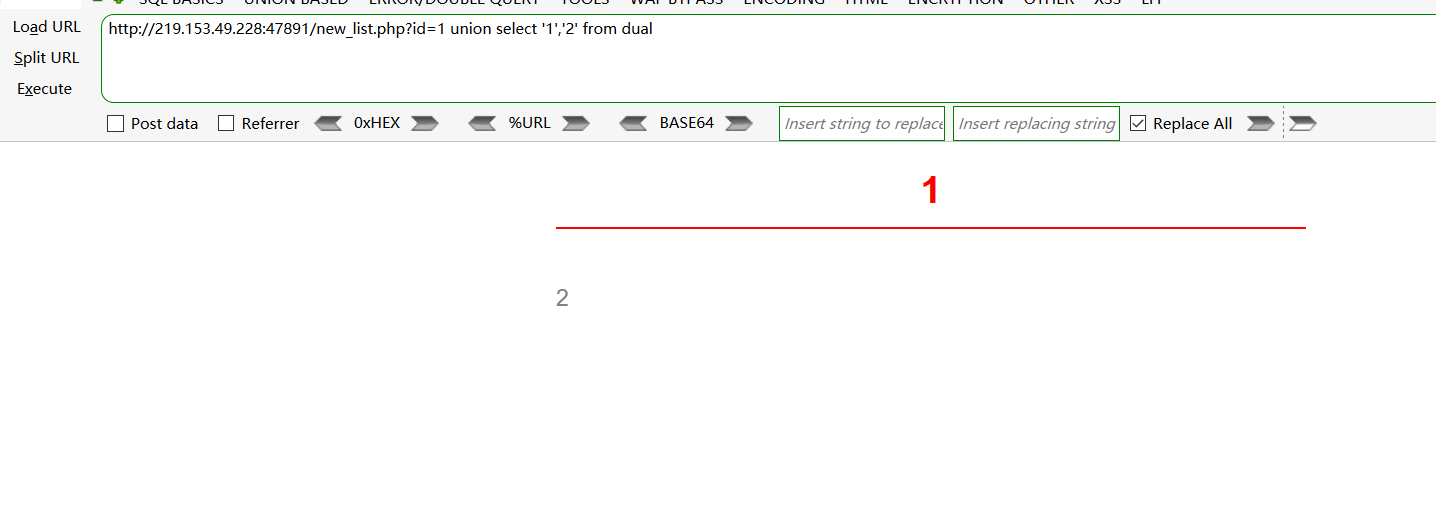 SQL BASICS UNION BASED ERROR/DOUBLE QUERY TOOLS WAF BYPASS ENCODING HTML ENCRYPTION OTHER XSS LFI
Load URL http://219.153.49.228:47891/new_list.php?id=1 union select '1','2' from dual
Split URL
Execute
Post data Referrer 0xHEX %URL BASE64 Insert string to replace Insert replacing string Replace All
1
2